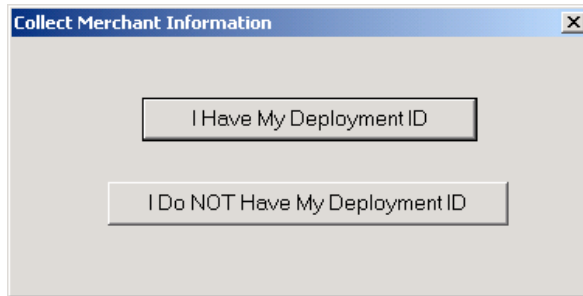 Collect Merchant Information
I Have My Deployment ID
I Do NOT Have My Deployment ID